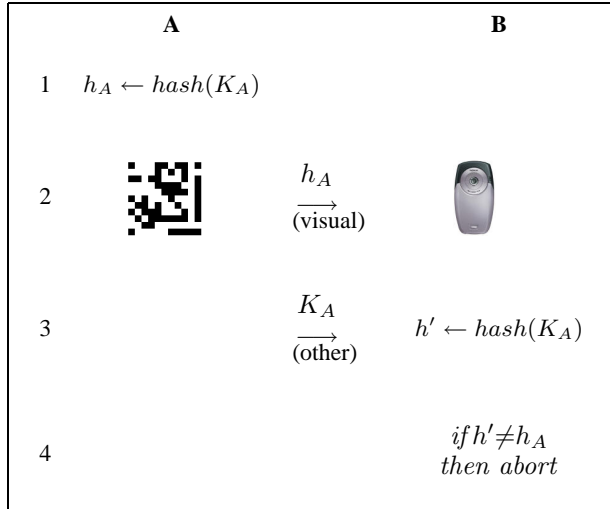 A B
1 h_A ← hash(K_A)
2 h_A → (visual)
3 K_A → (other) h′ ← hash(K_A)
4 if h′≠h_A
then abort